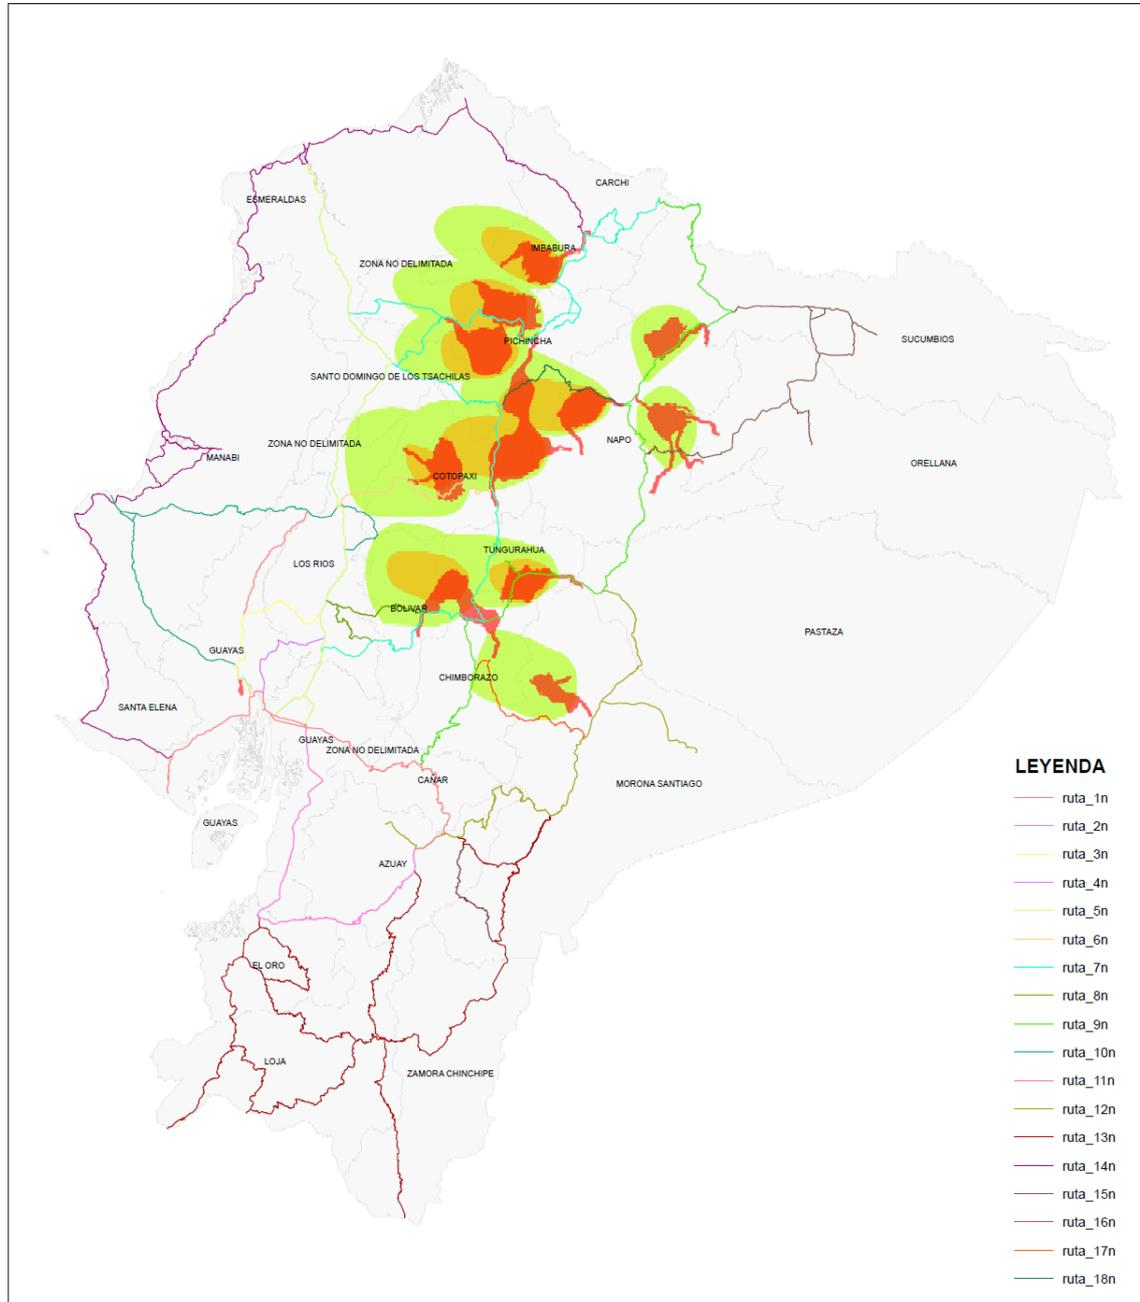 CARCHI
ESMERALDAS
IMBABURA
ZONA NO DELIMITADA
PICHINCHA
SUCUMBIOS
SANTO DOMINGO DE LOS TSACHILAS
ZONA NO DELIMITADA
NAPO
MANABI
ORELLANA
COTOPAXI
TUNGURAHUA
LOS RIOS
BOLIVAR
PASTAZA
GUAYAS
CHIMBORAZO
SANTA ELENA
GUAYAS
ZONA NO DELIMITADA
CAÑAR
MORONA SANTIAGO
GUAYAS
AZUAY
EL ORO
LOJA
ZAMORA CHINCHIPE
LEYENDA
ruta_1n
ruta_2n
ruta_3n
ruta_4n
ruta_5n
ruta_6n
ruta_7n
ruta_8n
ruta_9n
ruta_10n
ruta_11n
ruta_12n
ruta_13n
ruta_14n
ruta_15n
ruta_16n
ruta_17n
ruta_18n